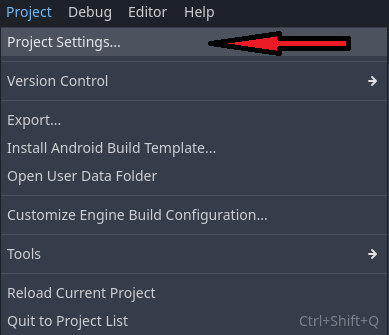 Project Debug Editor Help
Project Settings...
Version Control
Export...
Install Android Build Template...
Open User Data Folder
Customize Engine Build Configuration...
Tools
Reload Current Project
Quit to Project List Ctrl+Shift+Q